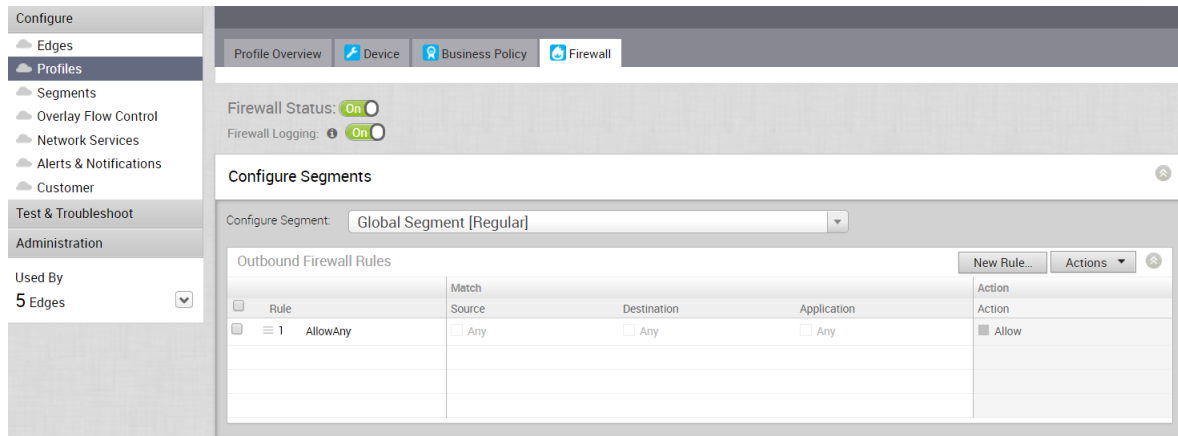 Configure
Edges
Profiles
Segments
Overlay Flow Control
Network Services
Alerts & Notifications
Customer
Test & Troubleshoot
Administration
Used By
5 Edges
Profile Overview Device Business Policy Firewall
Firewall Status: On
Firewall Logging: On
Configure Segments
Configure Segment: Global Segment [Regular]
Outbound Firewall Rules New Rule... Actions
Match Action
Rule Source Destination Application Action
1 AllowAny Any Any Any Allow